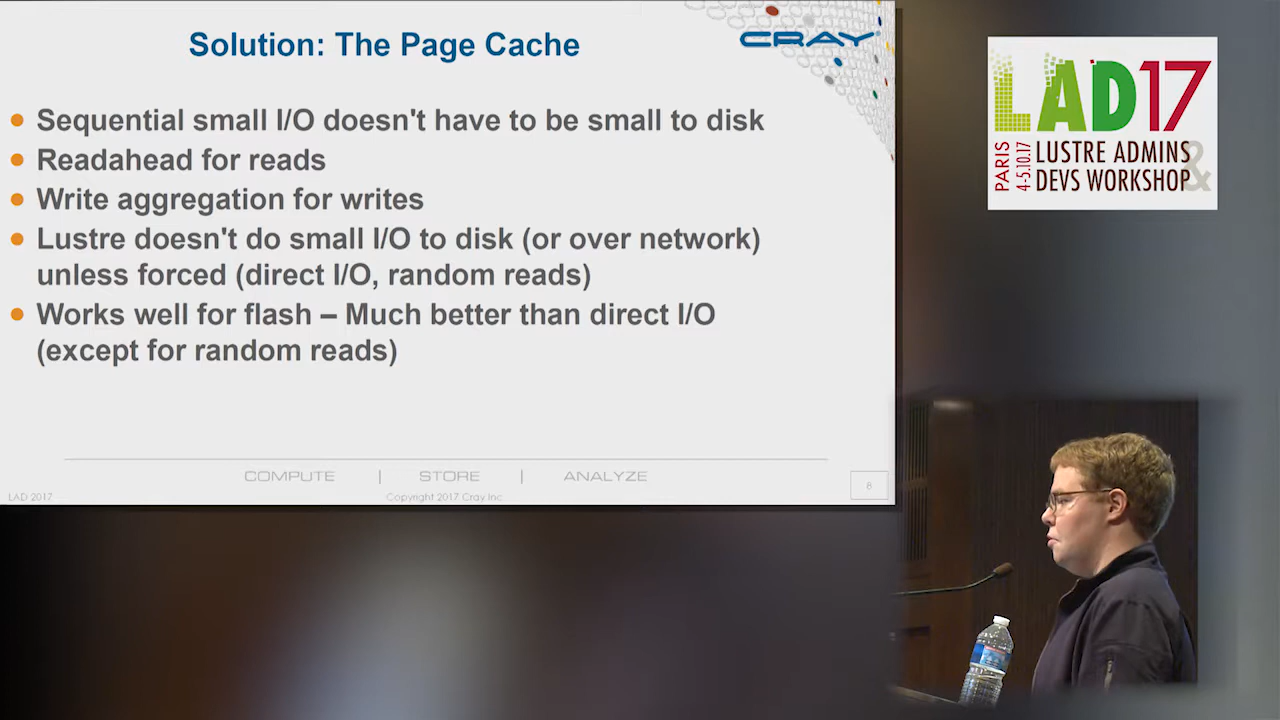 Solution: The Page Cache
CRAY
Sequential small I/O doesn't have to be small to disk
Readahead for reads
Write aggregation for writes
Lustre doesn't do small I/O to disk (or over network)
unless forced (direct I/O, random reads)
Works well for flash – Much better than direct I/O
(except for random reads)
COMPUTE | STORE | ANALYZE
LAD 2017
Copyright 2017 Cray Inc
8
LAD17
PARIS
4-5.10.17
LUSTRE ADMINS
&
DEVS WORKSHOP